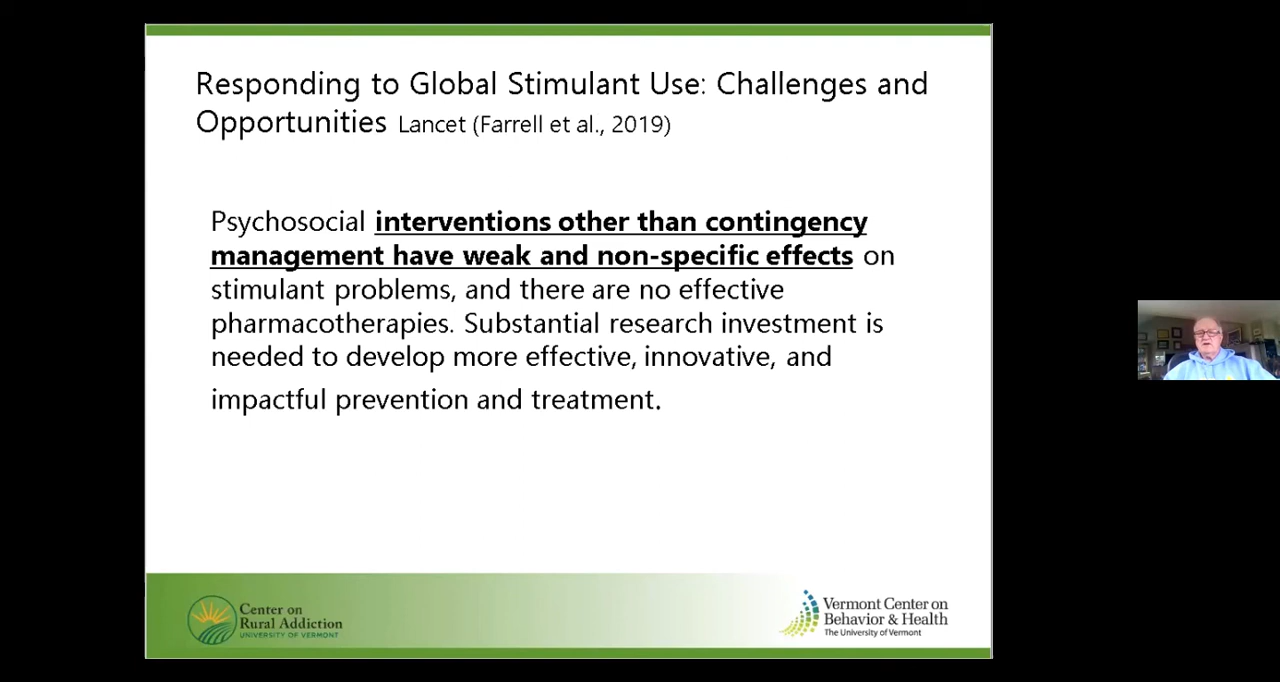 Responding to Global Stimulant Use: Challenges and
Opportunities Lancet (Farrell et al., 2019)
Psychosocial interventions other than contingency
management have weak and non-specific effects on
stimulant problems, and there are no effective
pharmacotherapies. Substantial research investment is
needed to develop more effective, innovative, and
impactful prevention and treatment.
Center on
Rural Addiction
UNIVERSITY OF VERMONT
Vermont Center on
Behavior & Health
The University of Vermont